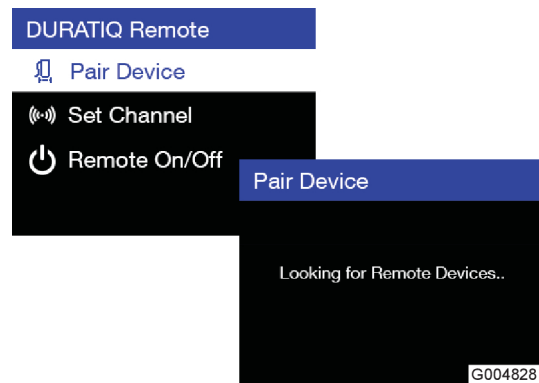 DURATIQ Remote
Pair Device
Set Channel
Remote On/Off
Pair Device
Looking for Remote Devices..
G004828